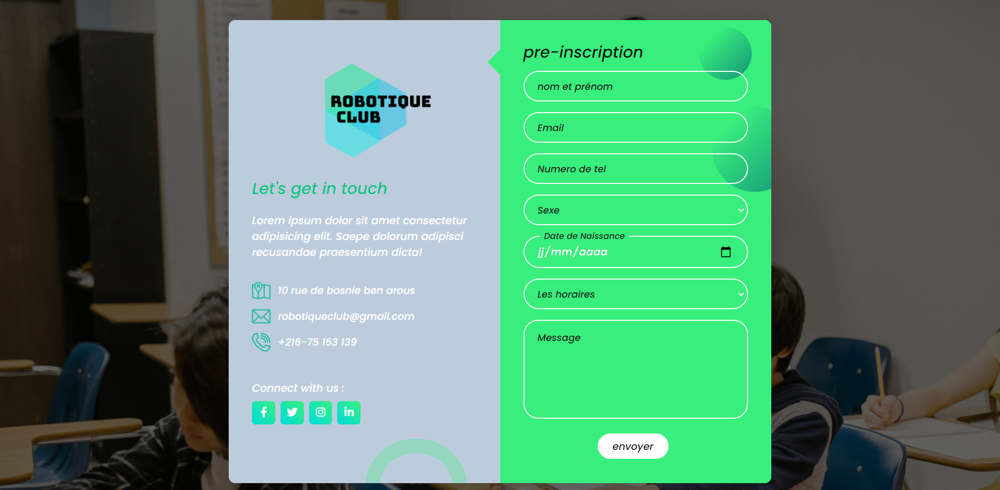 ROBOTIQUE
CLUB
Let's get in touch
Lorem ipsum dolor sit amet consectetur
adipisicing elit. Saepe dolorum adipisci
recusandae praesentium dicta!
10 rue de bosnie ben arous
robotiqueclub@gmail.com
+216-75 153 139
Connect with us :
pre-inscription
nom et prénom
Email
Numero de tel
Sexe
Date de Naissance
jj/mm/aaaa
Les horaires
Message
envoyer